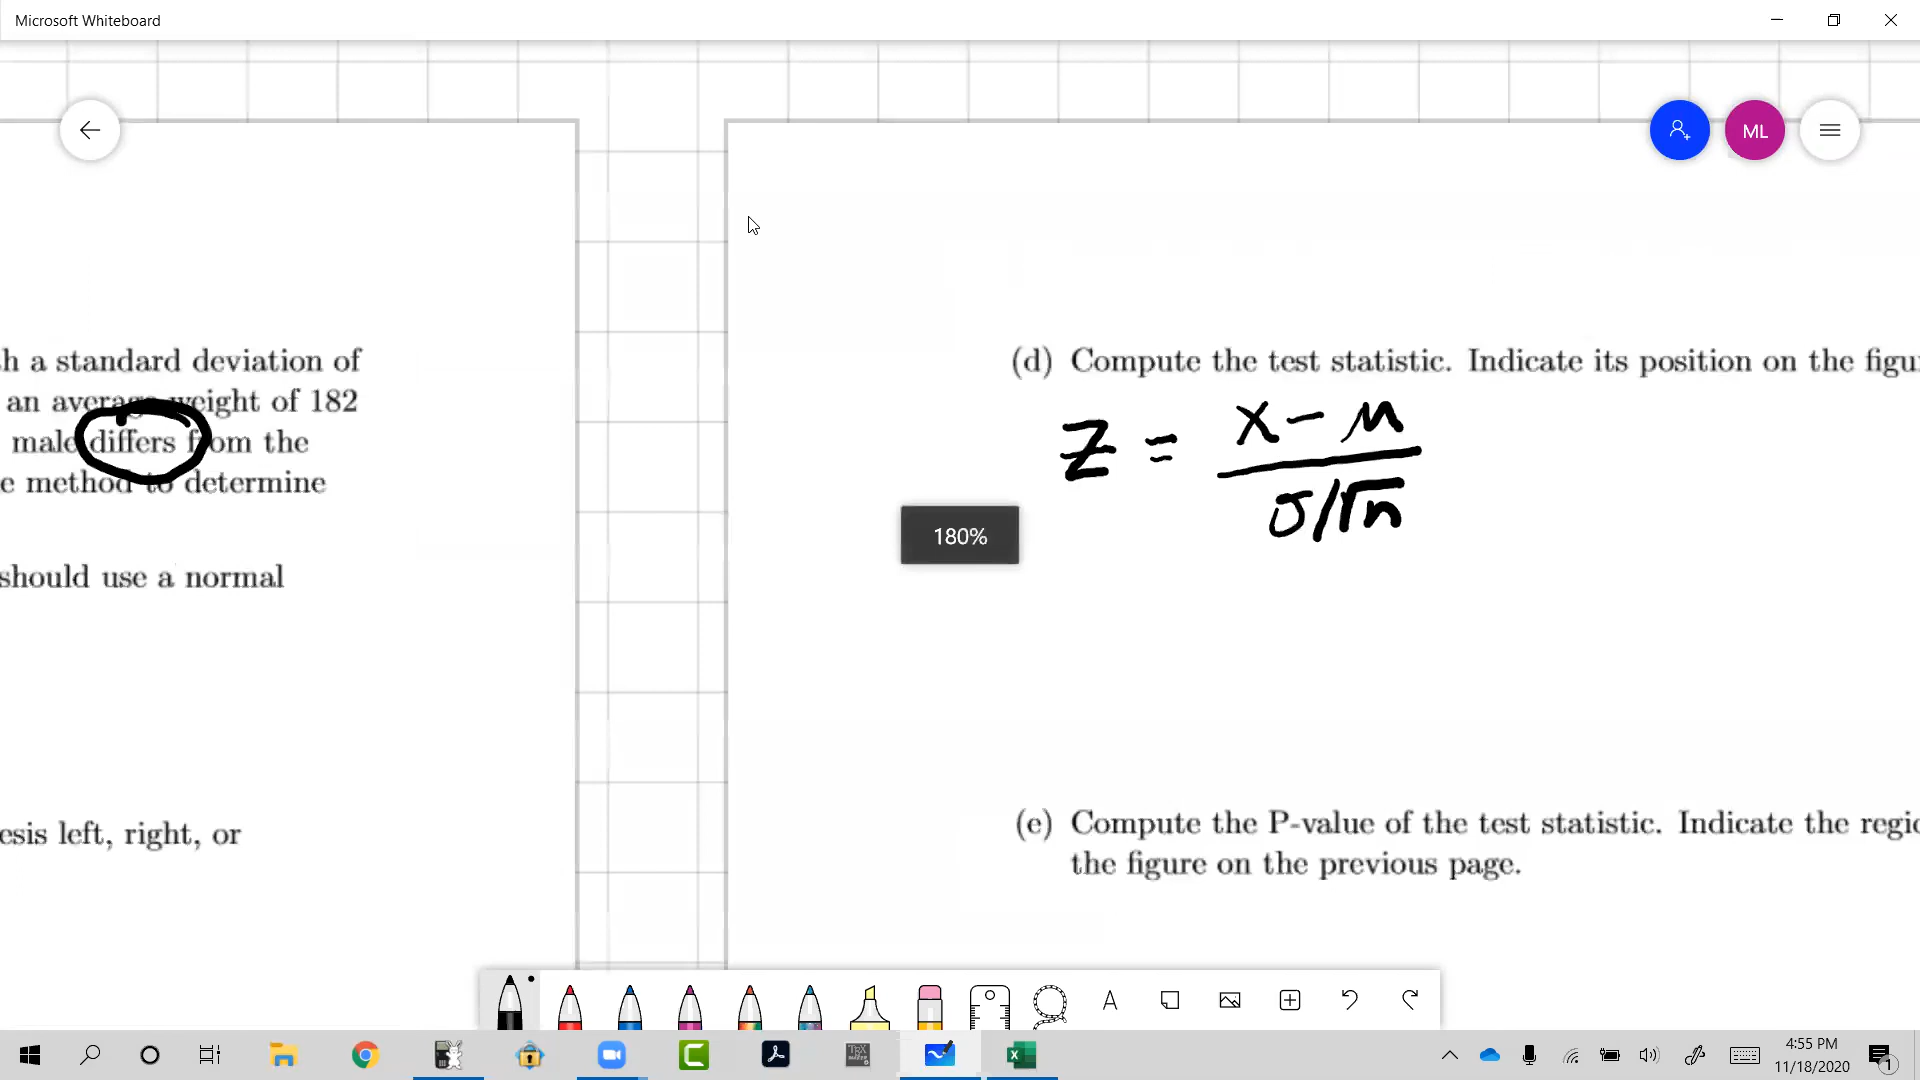 Microsoft Whiteboard
ML
h a standard deviation of
an average weight of 182
male differs from the
e method to determine
should use a normal
esis left, right, or
(d) Compute the test statistic. Indicate its position on the figu
Z = x - μ
σ/√n
180%
(e) Compute the P-value of the test statistic. Indicate the regio
the figure on the previous page.
4:55 PM
11/18/2020
1